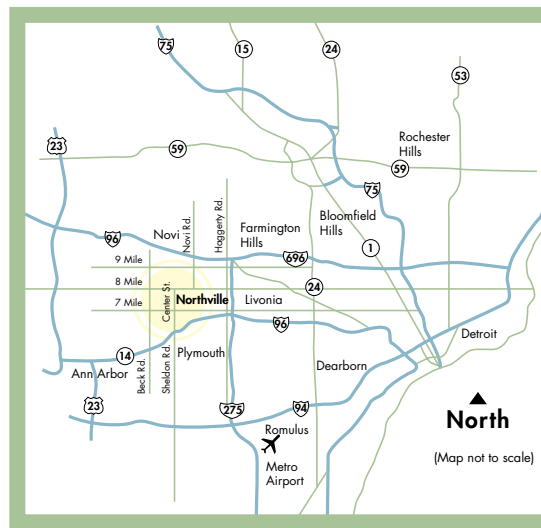 75
15
24
53
23
59
Rochester
Hills
59
75
Bloomfield
Hills
Novi Rd.
Haggerty Rd.
Novi
96
Farmington
Hills
696
1
9 Mile
8 Mile
7 Mile
Center St.
Northville
Livonia
24
96
Detroit
14
Plymouth
Dearborn
Ann Arbor
Beck Rd.
Sheldon Rd.
23
275
94
Romulus
Metro
Airport
North
(Map not to scale)